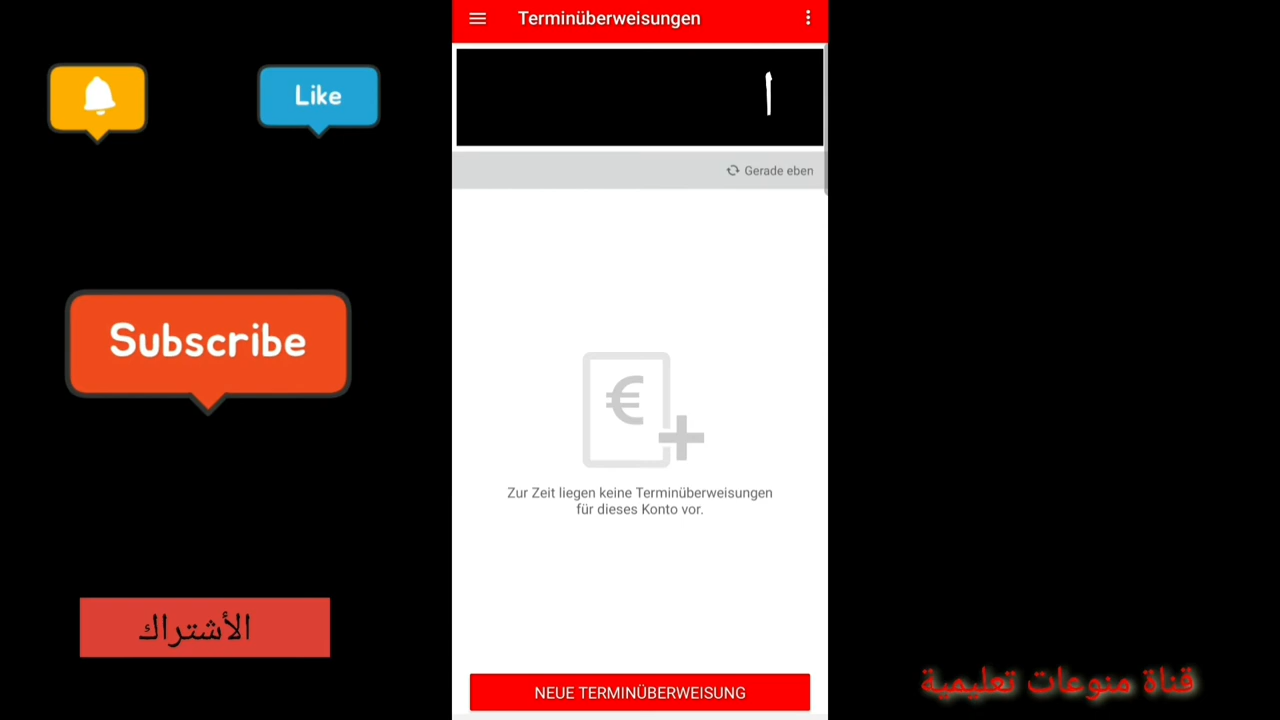 Terminüberweisungen
Like
ا
Gerade eben
Subscribe
Zur Zeit liegen keine Terminüberweisungen
für dieses Konto vor.
الأشتراك
NEUE TERMINÜBERWEISUNG
قناة منوعات تعليمية